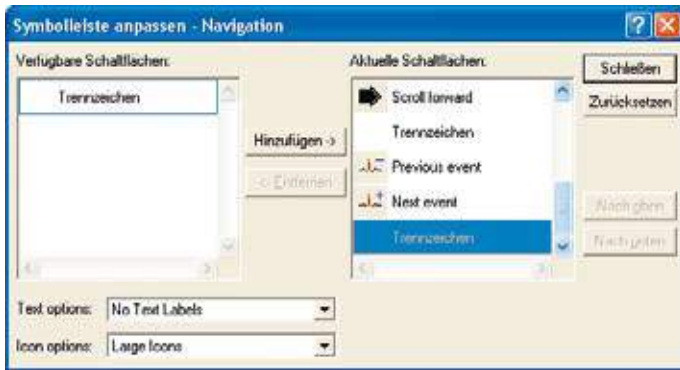 Symbolleiste anpassen - Navigation
Verfügbare Schaltflächen:
Trennzeichen
Hinzufügen ->
<- Entfernen
Aktuelle Schaltflächen:
Scroll forward
Trennzeichen
Previous event
Next event
Trennzeichen
Schließen
Zurücksetzen
Nach oben
Nach unten
Text options: No Text Labels
Icon options: Large Icons